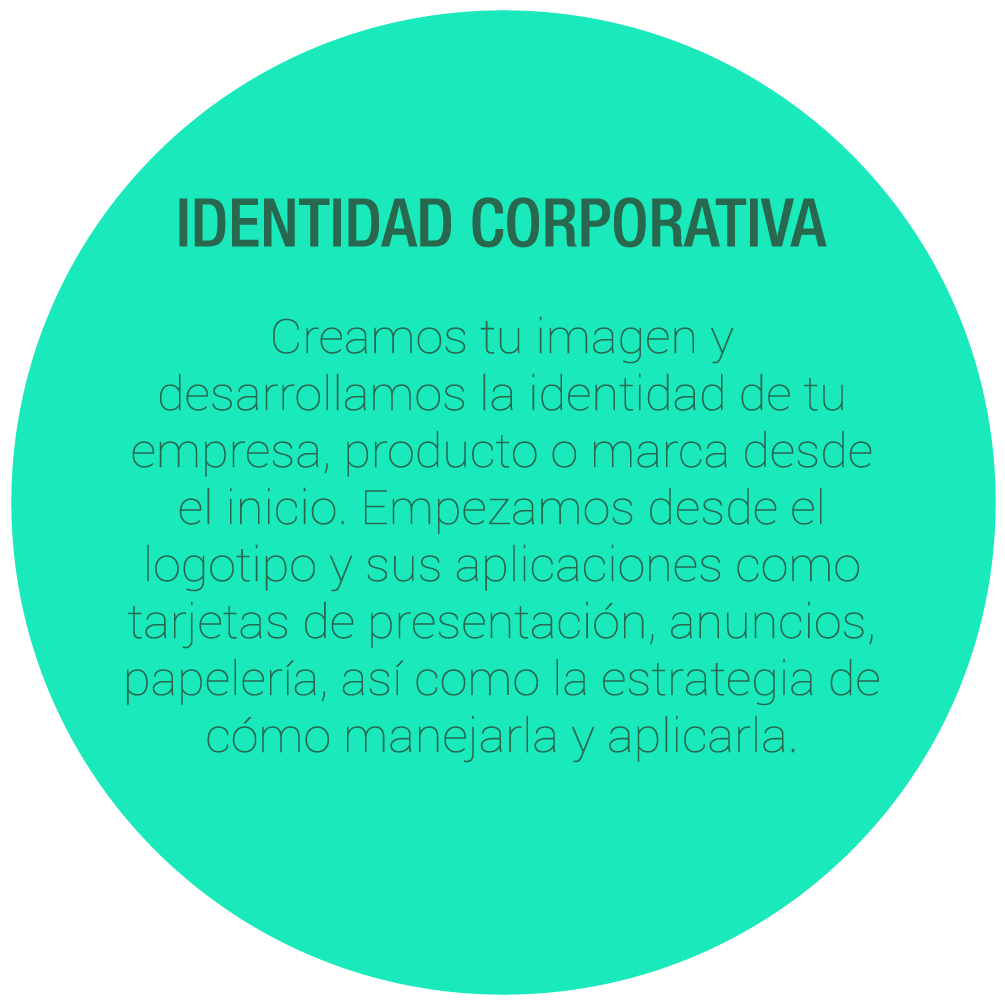 IDENTIDAD CORPORATIVA
Creamos tu imagen y
desarrollamos la identidad de tu
empresa, producto o marca desde
el inicio. Empezamos desde el
logotipo y sus aplicaciones como
tarjetas de presentación, anuncios,
papelería, así como la estrategia de
cómo manejarla y aplicarla.